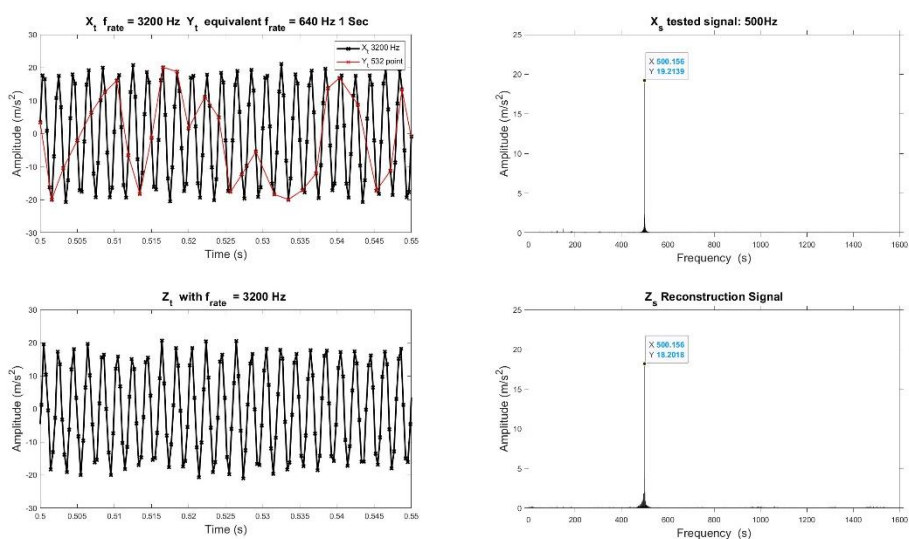 X_t f_rate = 3200 Hz Y_t equivalent f_rate = 640 Hz 1 Sec
X_t 3200 Hz
Y_t 532 point
Amplitude (m/s^2)
30
20
10
0
-10
-20
-30
0.5 0.505 0.51 0.515 0.52 0.525 0.53 0.535 0.54 0.545 0.55
Time (s)
X_s tested signal: 500Hz
X 500.156
Y 19.2139
Amplitude (m/s^2)
25
20
15
10
5
0
0 200 400 600 800 1000 1200 1400 1600
Frequency (s)
Z_t with f_rate = 3200 Hz
Amplitude (m/s^2)
30
20
10
0
-10
-20
-30
0.5 0.505 0.51 0.515 0.52 0.525 0.53 0.535 0.54 0.545 0.55
Time (s)
Z_s Reconstruction Signal
X 500.156
Y 18.2018
Amplitude (m/s^2)
25
20
15
10
5
0
0 200 400 600 800 1000 1200 1400 1600
Frequency (s)